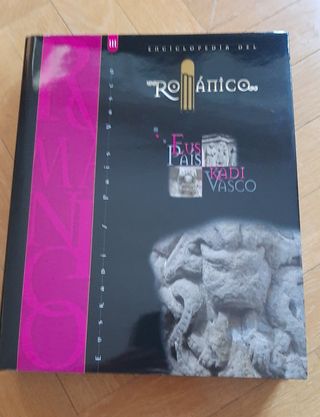 III
ENCICLOPEDIA DEL
ROMÁNICO
EUS
PAÍS
KADI
VASCO
ROMÁNICO
Euskadi / País Vasco